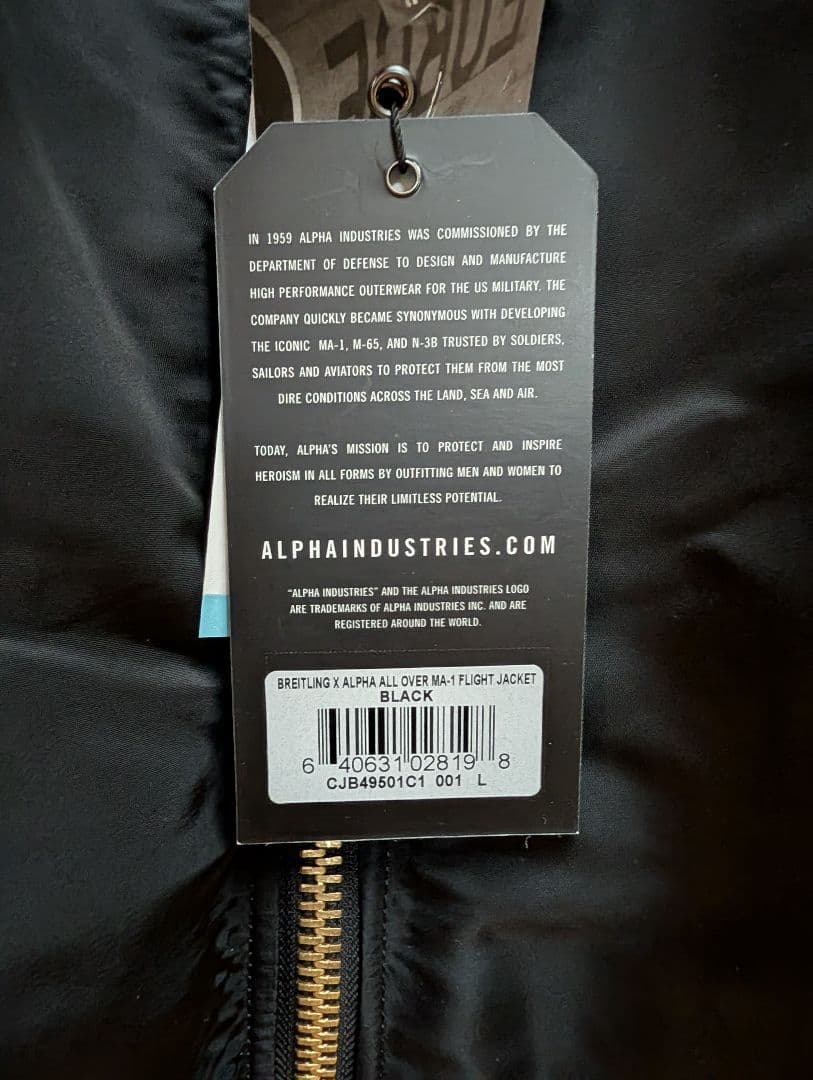 IN 1959 ALPHA INDUSTRIES WAS COMMISSIONED BY THE
DEPARTMENT OF DEFENSE TO DESIGN AND MANUFACTURE
HIGH PERFORMANCE OUTERWEAR FOR THE US MILITARY. THE
COMPANY QUICKLY BECAME SYNONYMOUS WITH DEVELOPING
THE ICONIC MA-1, M-65, AND N-3B TRUSTED BY SOLDIERS,
SAILORS AND AVIATORS TO PROTECT THEM FROM THE MOST
DIRE CONDITIONS ACROSS THE LAND, SEA AND AIR.
TODAY, ALPHA'S MISSION IS TO PROTECT AND INSPIRE
HEROISM IN ALL FORMS BY OUTFITTING MEN AND WOMEN TO
REALIZE THEIR LIMITLESS POTENTIAL.
ALPHAINDUSTRIES.COM
"ALPHA INDUSTRIES" AND THE ALPHA INDUSTRIES LOGO
ARE TRADEMARKS OF ALPHA INDUSTRIES INC. AND ARE
REGISTERED AROUND THE WORLD.
BREITLING X ALPHA ALL OVER MA-1 FLIGHT JACKET
BLACK
6 40631 02819 8
CJB49501C1 001 L